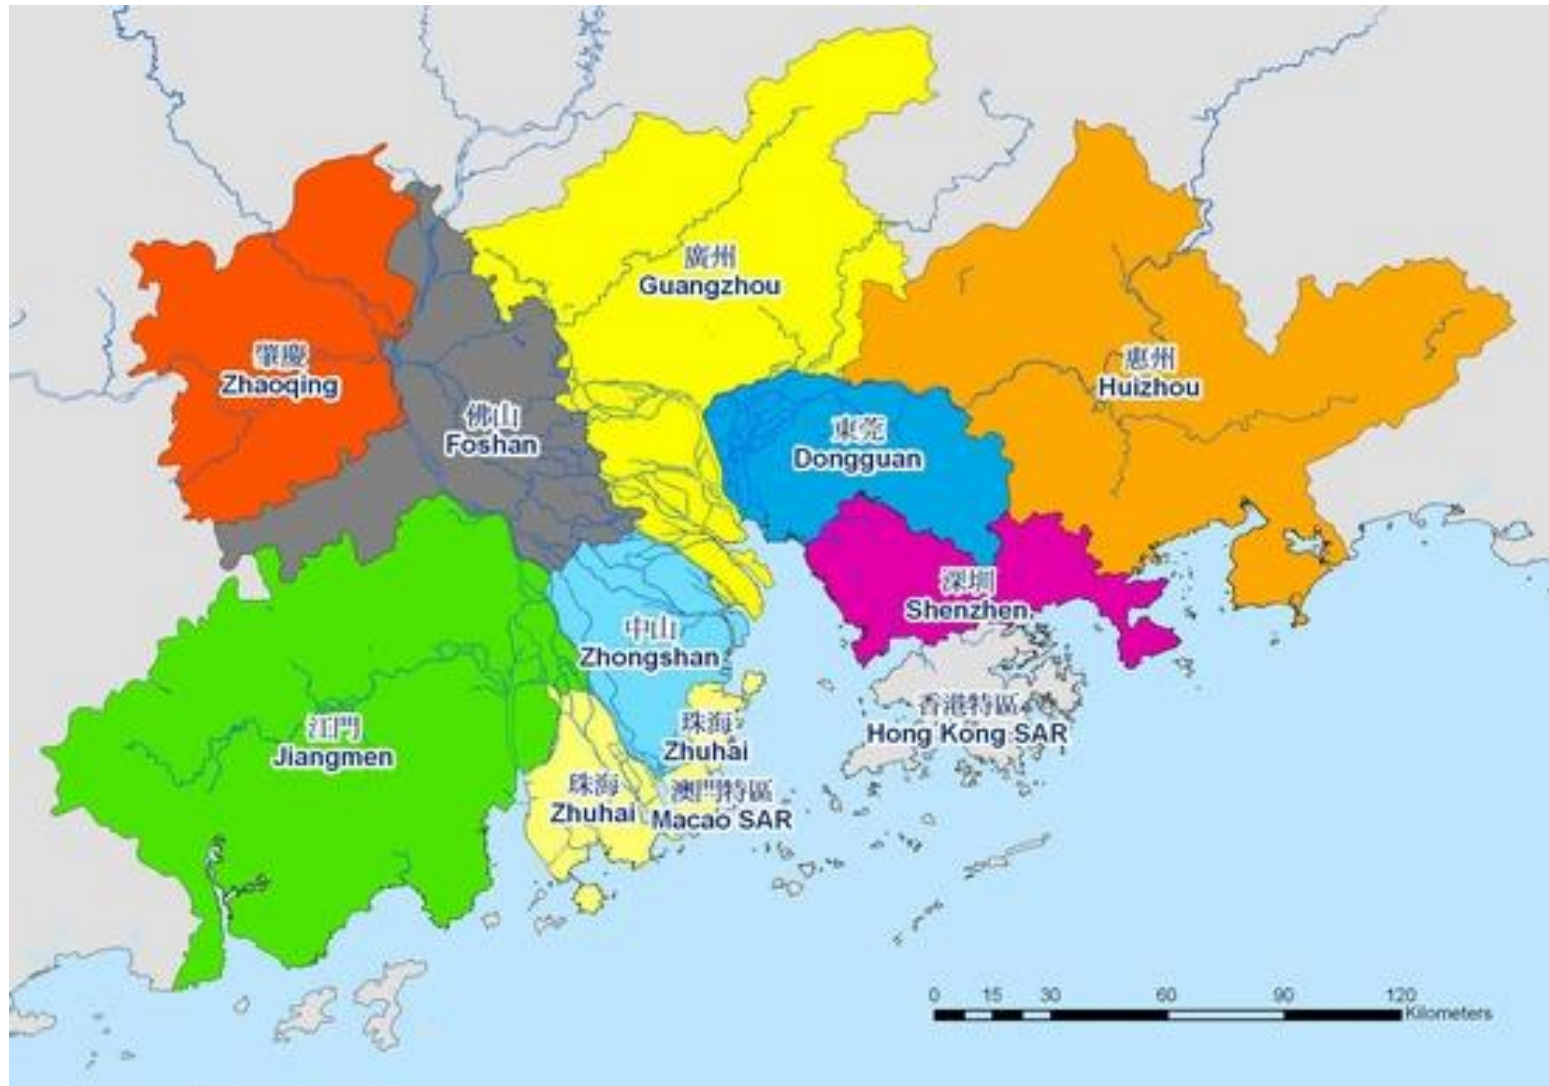 廣州
Guangzhou
肇慶
Zhaoqing
惠州
Huizhou
佛山
Foshan
東莞
Dongguan
深圳
Shenzhen
中山
Zhongshan
香港特區
Hong Kong SAR
江門
Jiangmen
珠海
Zhuhai
珠海
Zhuhai
澳門特區
Macao SAR
0 15 30 60 90 120
Kilometers